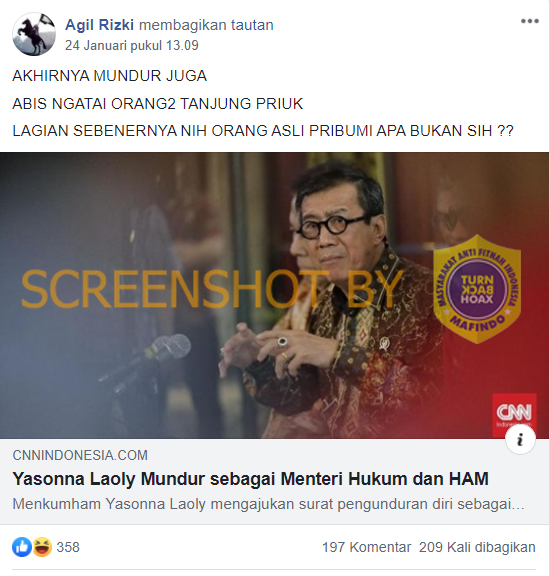 Agil Rizki membagikan tautan
24 Januari pukul 13.09
AKHIRNYA MUNDUR JUGA
ABIS NGATAI ORANG2 TANJUNG PRIUK
LAGIAN SEBENERNYA NIH ORANG ASLI PRIBUMI APA BUKAN SIH ??
SCREENSHOT BY
MASYARAKAT ANTI FITNAH INDONESIA
TURN
BACK
HOAX
MAFINDO
CNN
Indonesia
i
CNNINDONESIA.COM
Yasonna Laoly Mundur sebagai Menteri Hukum dan HAM
Menkumham Yasonna Laoly mengajukan surat pengunduran diri sebagai...
358
197 Komentar 209 Kali dibagikan